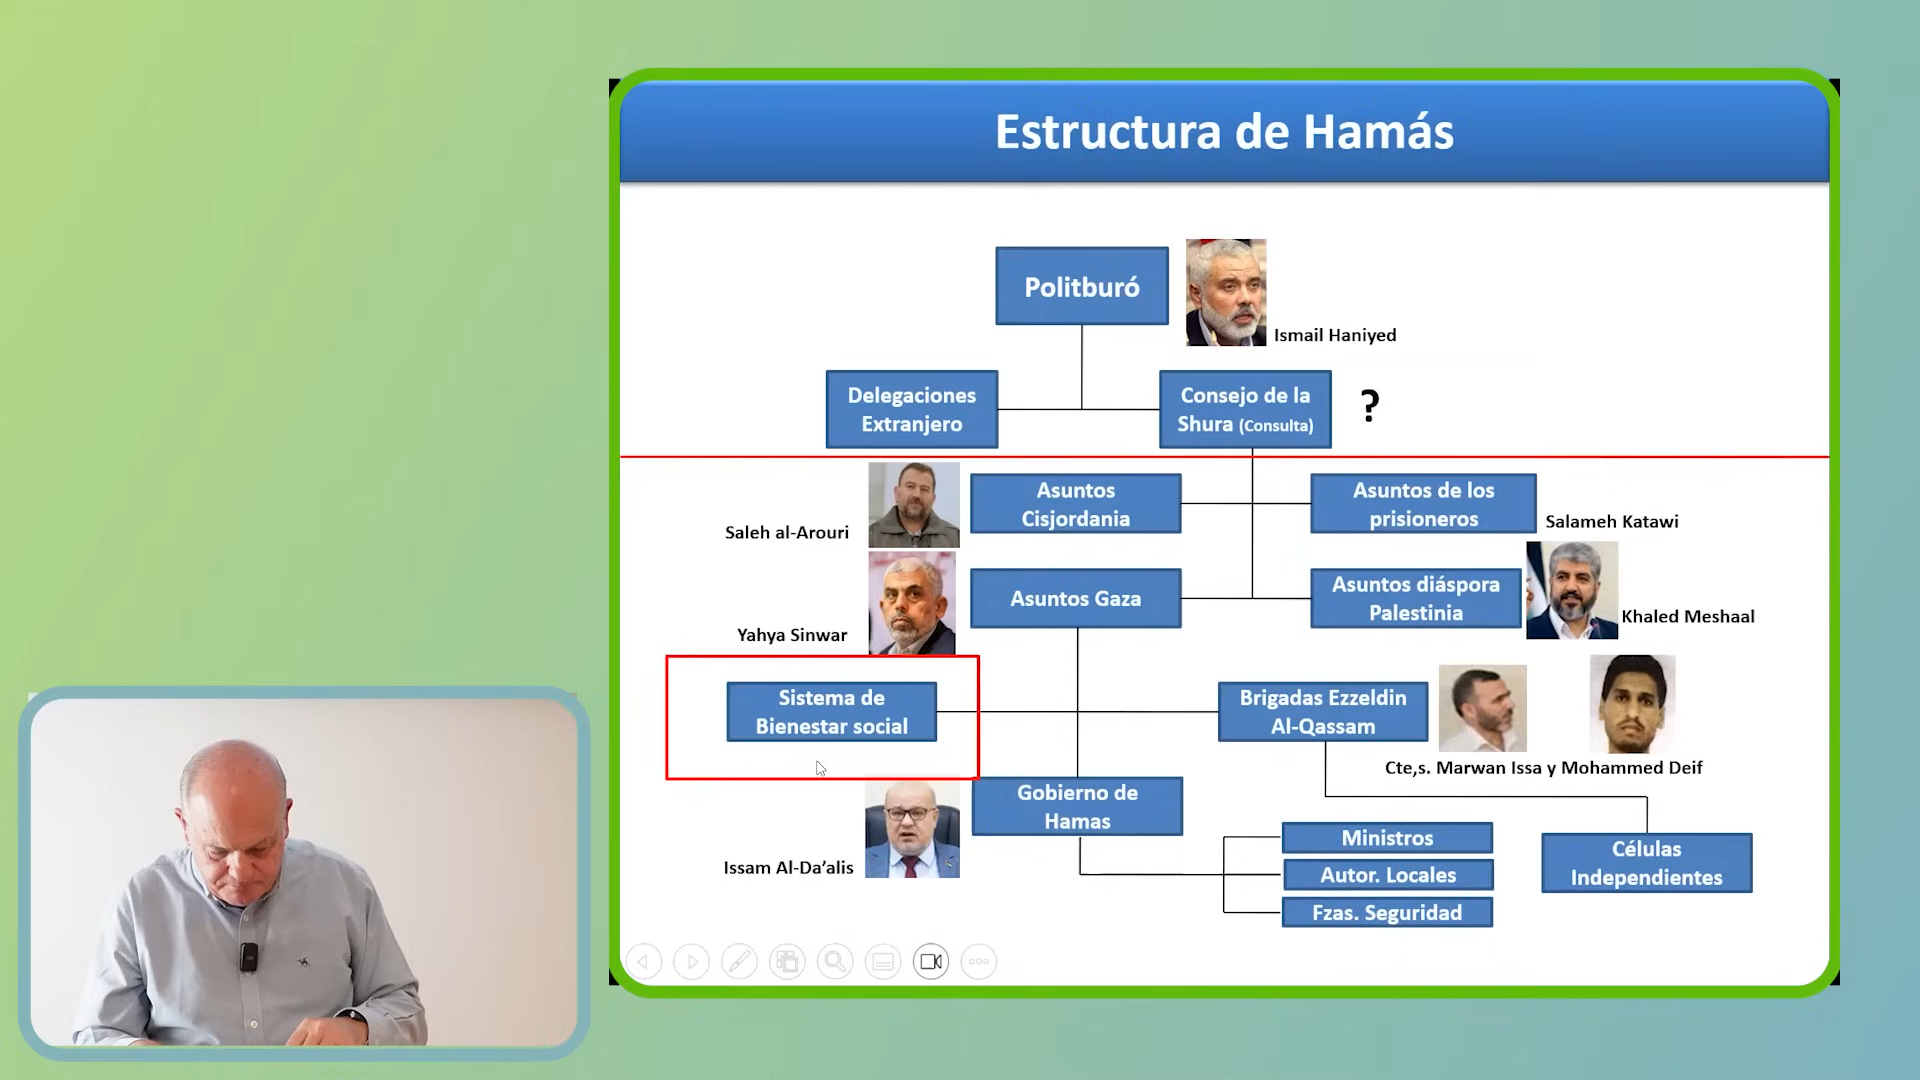 Estructura de Hamás
Politburó
Ismail Haniyed
Delegaciones
Extranjero
Consejo de la
Shura (Consulta)
?
Saleh al-Arouri
Asuntos
Cisjordania
Asuntos de los
prisioneros
Salameh Katawi
Yahya Sinwar
Asuntos Gaza
Asuntos diáspora
Palestinia
Khaled Meshaal
Sistema de
Bienestar social
Brigadas Ezzeldin
Al-Qassam
Cte,s. Marwan Issa y Mohammed Deif
Issam Al-Da’alis
Gobierno de
Hamas
Ministros
Autor. Locales
Fzas. Seguridad
Células
Independientes